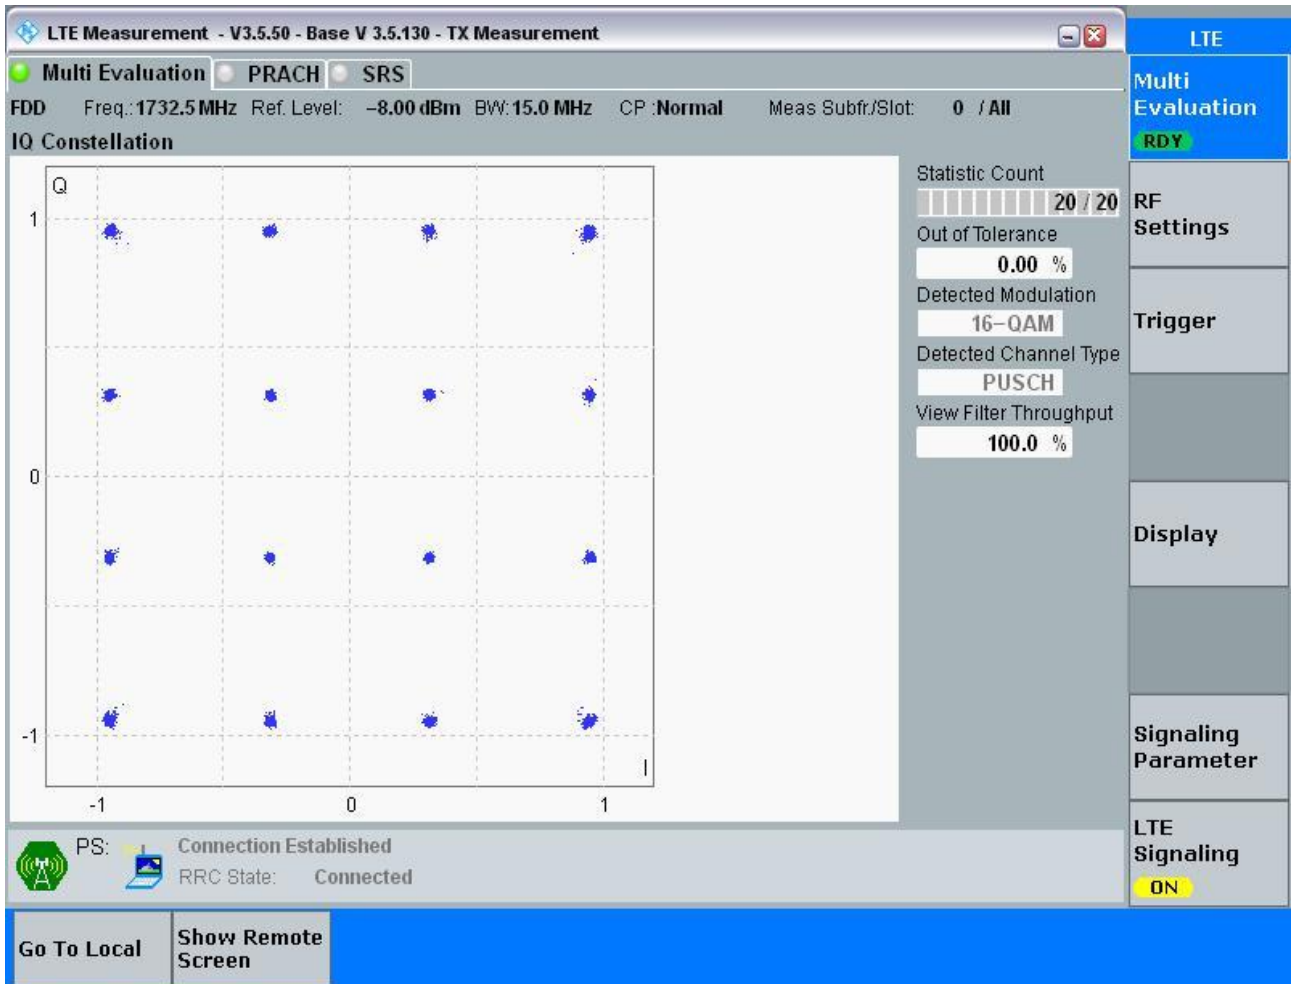 LTE Measurement - V3.5.50 - Base V 3.5.130 - TX Measurement
LTE
Multi Evaluation PRACH SRS
FDD Freq.: 1732.5 MHz Ref. Level: −8.00 dBm BW: 15.0 MHz CP :Normal Meas Subfr./Slot: 0 / All
IQ Constellation
Q
1
0
-1
I
-1 0 1
Statistic Count
20 / 20
Out of Tolerance
0.00 %
Detected Modulation
16−QAM
Detected Channel Type
PUSCH
View Filter Throughput
100.0 %
Multi
Evaluation
RDY
RF
Settings
Trigger
Display
Signaling
Parameter
LTE
Signaling
ON
PS: Connection Established
RRC State: Connected
Go To Local
Show Remote
Screen